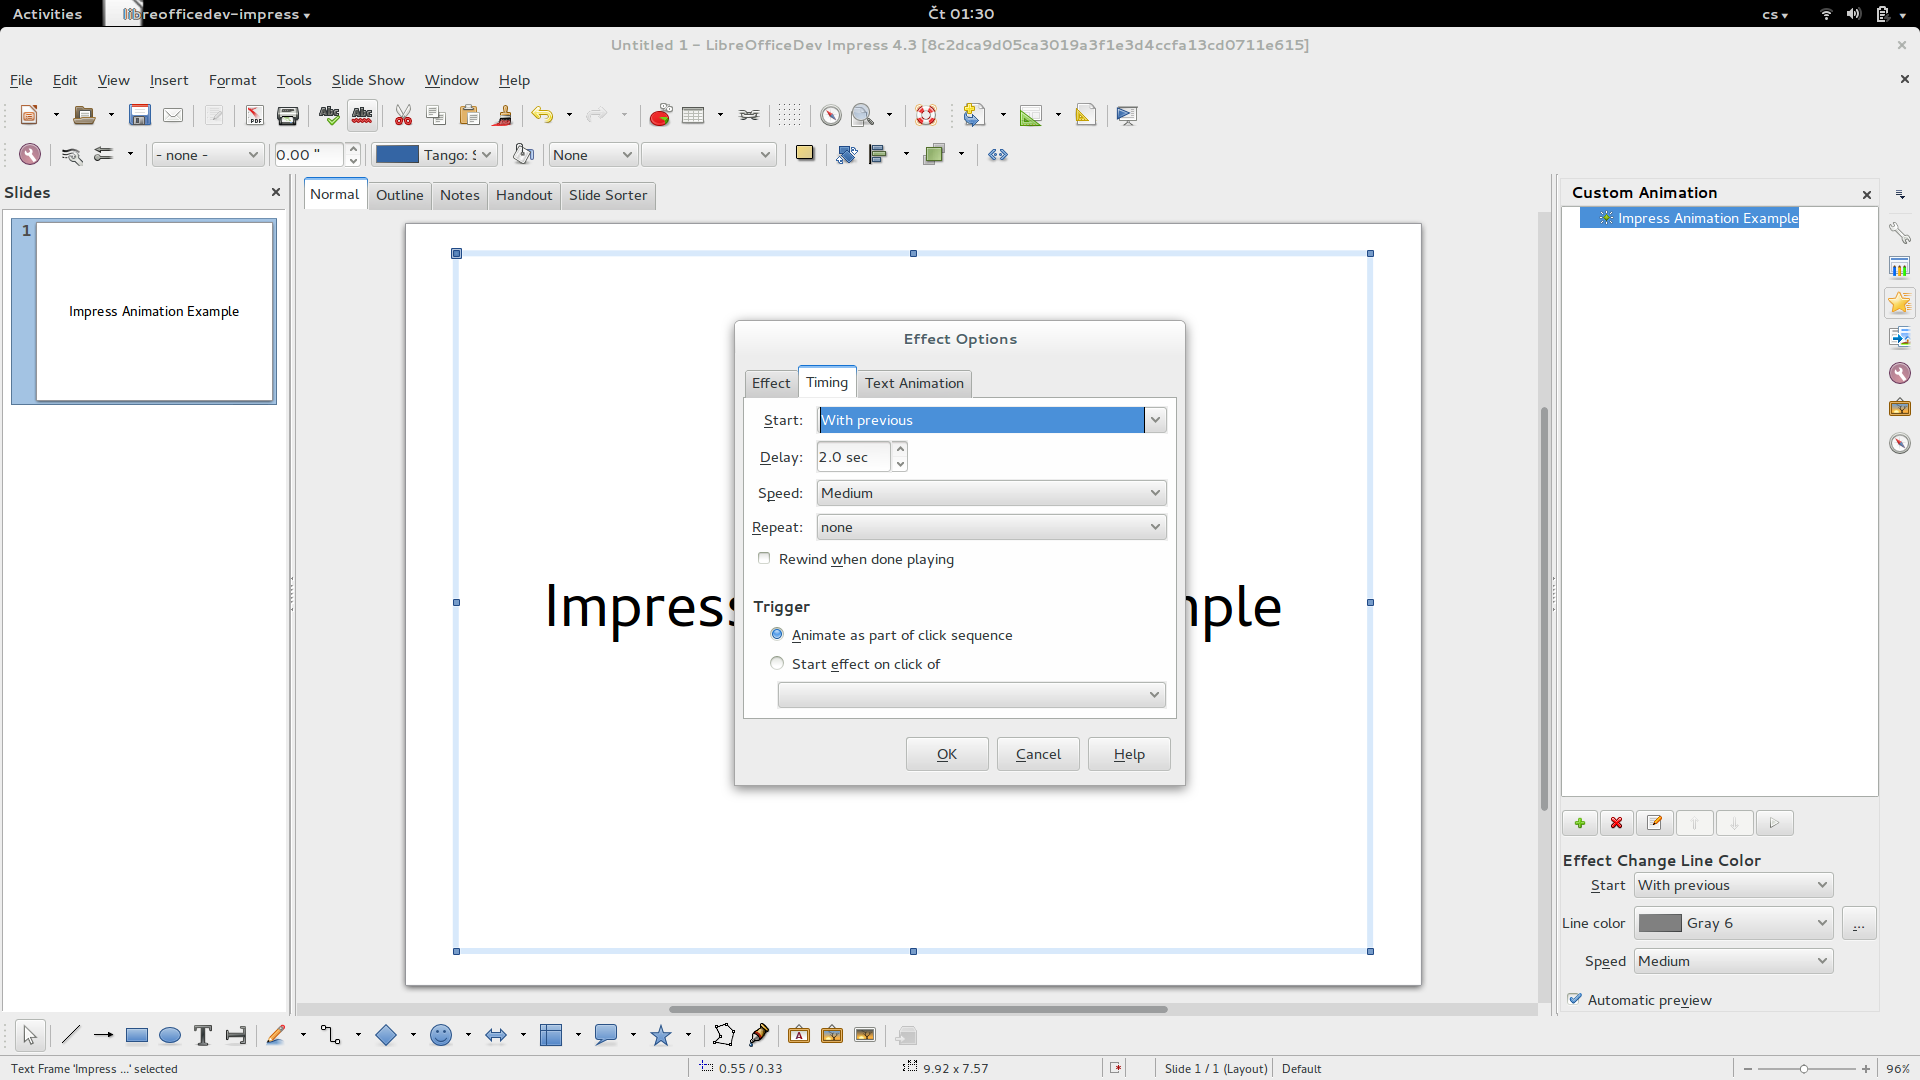 Activities
libreofficedev-impress
Čt 01:30
cs
Untitled 1 - LibreOfficeDev Impress 4.3 [8c2dca9d05ca3019a3f1e3d4ccfa13cd0711e615]
File Edit View Insert Format Tools Slide Show Window Help
- none -
0.00 "
Tango: S
None
Slides
1
Impress Animation Example
Normal Outline Notes Handout Slide Sorter
Impress
mple
Effect Options
Effect Timing Text Animation
Start: With previous
Delay: 2.0 sec
Speed: Medium
Repeat: none
Rewind when done playing
Trigger
Animate as part of click sequence
Start effect on click of
OK Cancel Help
Custom Animation
Impress Animation Example
Effect Change Line Color
Start With previous
Line color Gray 6
...
Speed Medium
Automatic preview
Text Frame 'Impress ...' selected
0.55 / 0.33
9.92 x 7.57
Slide 1 / 1 (Layout)
Default
96%